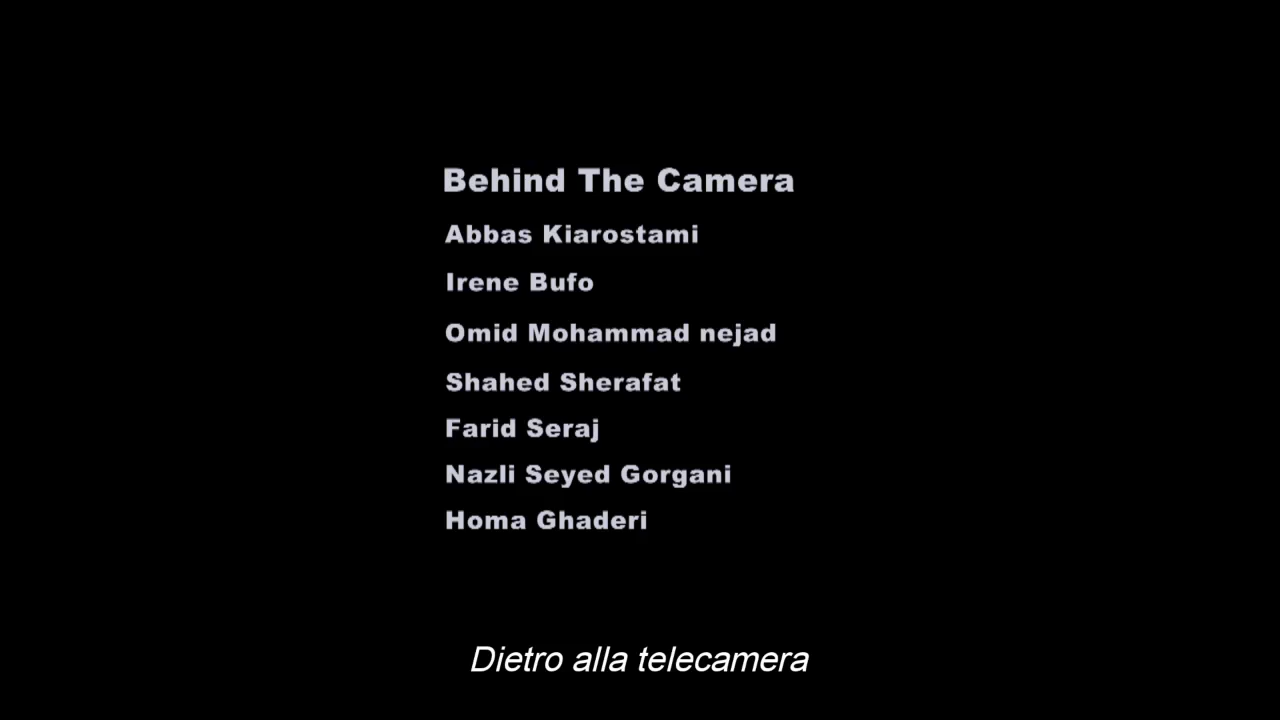 Behind The Camera
Abbas Kiarostami
Irene Bufo
Omid Mohammad nejad
Shahed Sherafat
Farid Seraj
Nazli Seyed Gorgani
Homa Ghaderi
Dietro alla telecamera